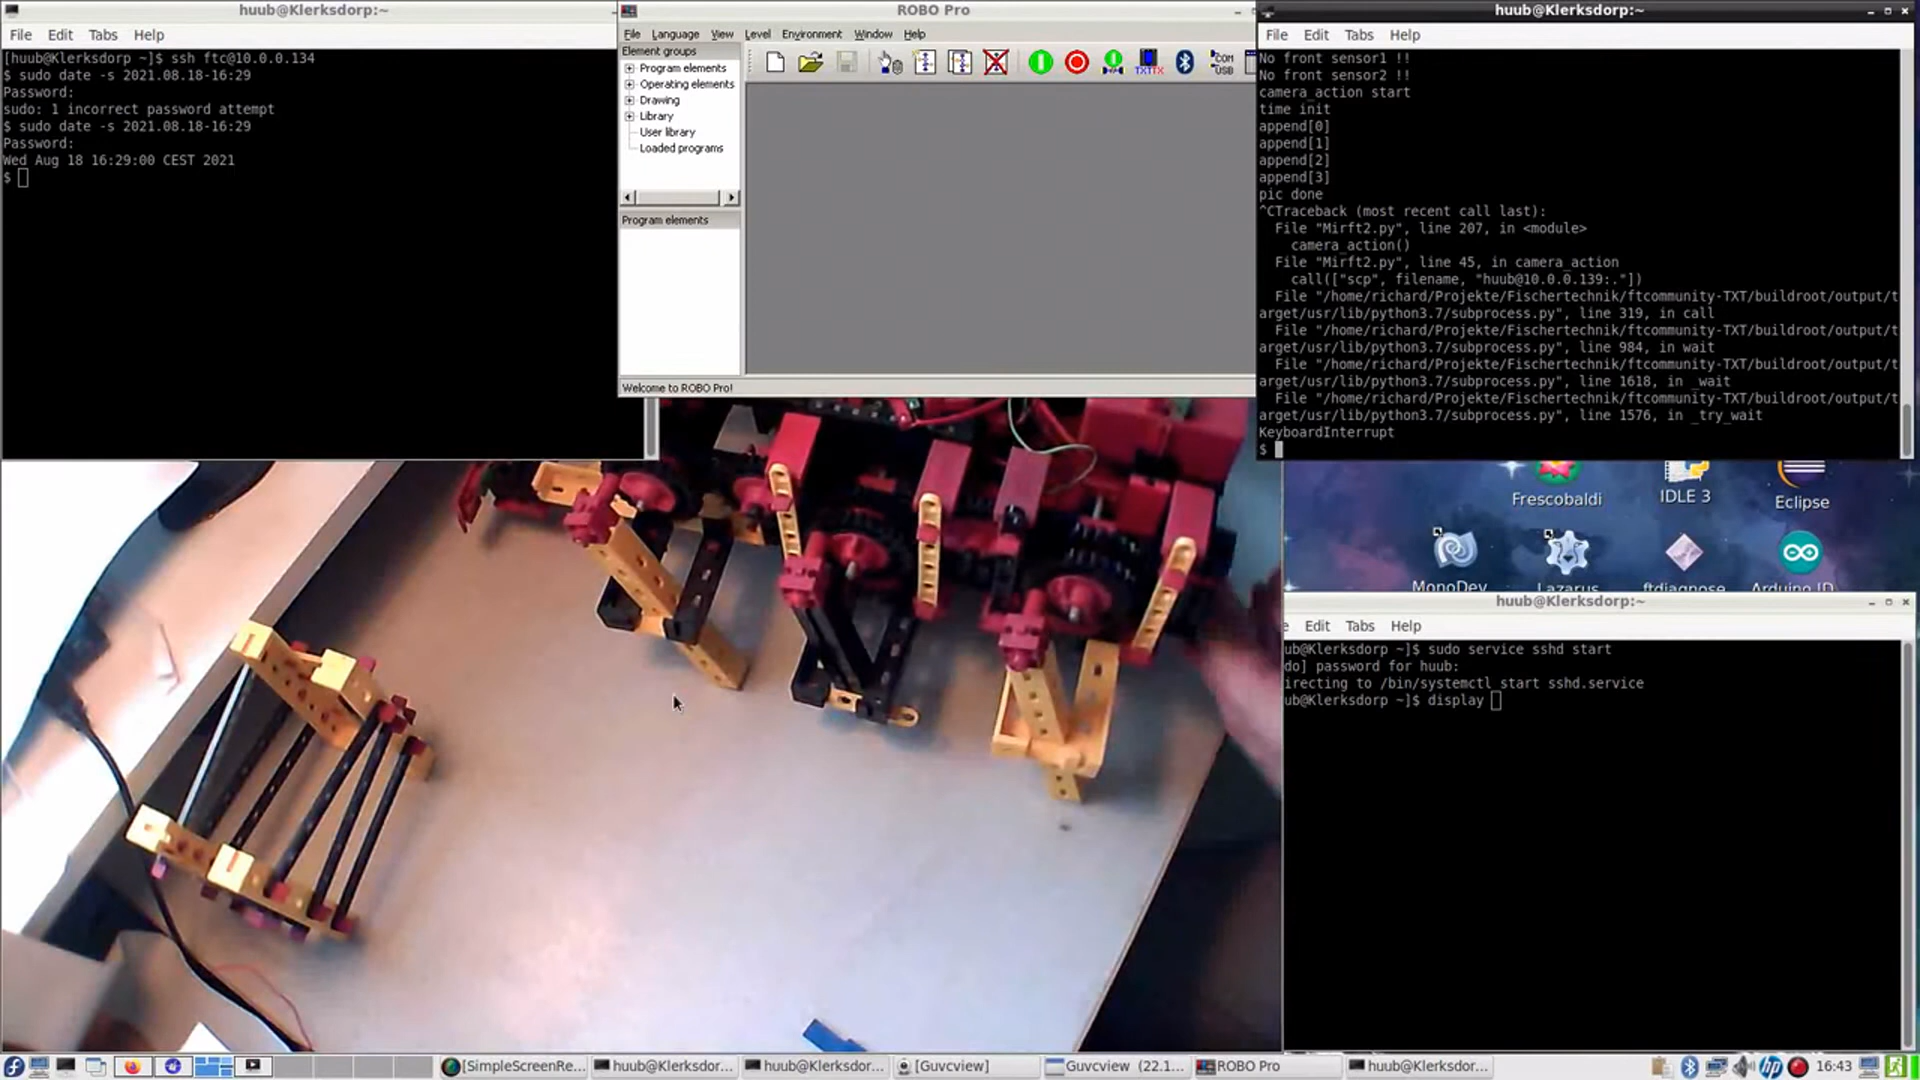 huub@Klerksdorp:~
File Edit Tabs Help
[huub@Klerksdorp ~]$ ssh ftc@10.0.0.134
$ sudo date -s 2021.08.18-16:29
Password:
sudo: 1 incorrect password attempt
$ sudo date -s 2021.08.18-16:29
Password:
Wed Aug 18 16:29:00 CEST 2021
$
ROBO Pro
File Language View Level Environment Window Help
Element groups
Program elements
Operating elements
Drawing
Library
User library
Loaded programs
Program elements
TXTTX
COM
USB
Welcome to ROBO Pro!
huub@Klerksdorp:~
File Edit Tabs Help
No front sensor1 !!
No front sensor2 !!
camera_action start
time init
append[0]
append[1]
append[2]
append[3]
pic done
^CTraceback (most recent call last):
File "Mirft2.py", line 207, in <module>
camera_action()
File "Mirft2.py", line 45, in camera_action
call(["scp", filename, "huub@10.0.0.139:."])
File "/home/richard/Projekte/Fischertechnik/ftcommunity-TXT/buildroot/output/t
arget/usr/lib/python3.7/subprocess.py", line 319, in call
File "/home/richard/Projekte/Fischertechnik/ftcommunity-TXT/buildroot/output/t
arget/usr/lib/python3.7/subprocess.py", line 984, in wait
File "/home/richard/Projekte/Fischertechnik/ftcommunity-TXT/buildroot/output/t
arget/usr/lib/python3.7/subprocess.py", line 1618, in _wait
File "/home/richard/Projekte/Fischertechnik/ftcommunity-TXT/buildroot/output/t
arget/usr/lib/python3.7/subprocess.py", line 1576, in _try_wait
KeyboardInterrupt
$
Frescobaldi IDLE 3 Eclipse
MonoDev Lazarus ftdiagnose Arduino ID
huub@Klerksdorp:~
e Edit Tabs Help
ub@Klerksdorp ~]$ sudo service sshd start
do] password for huub:
irecting to /bin/systemctl start sshd.service
ub@Klerksdorp ~]$ display
[SimpleScreenRe... huub@Klerksdor... huub@Klerksdor... [Guvcview] Guvcview (22.1... ROBO Pro huub@Klerksdor... hp 16:43